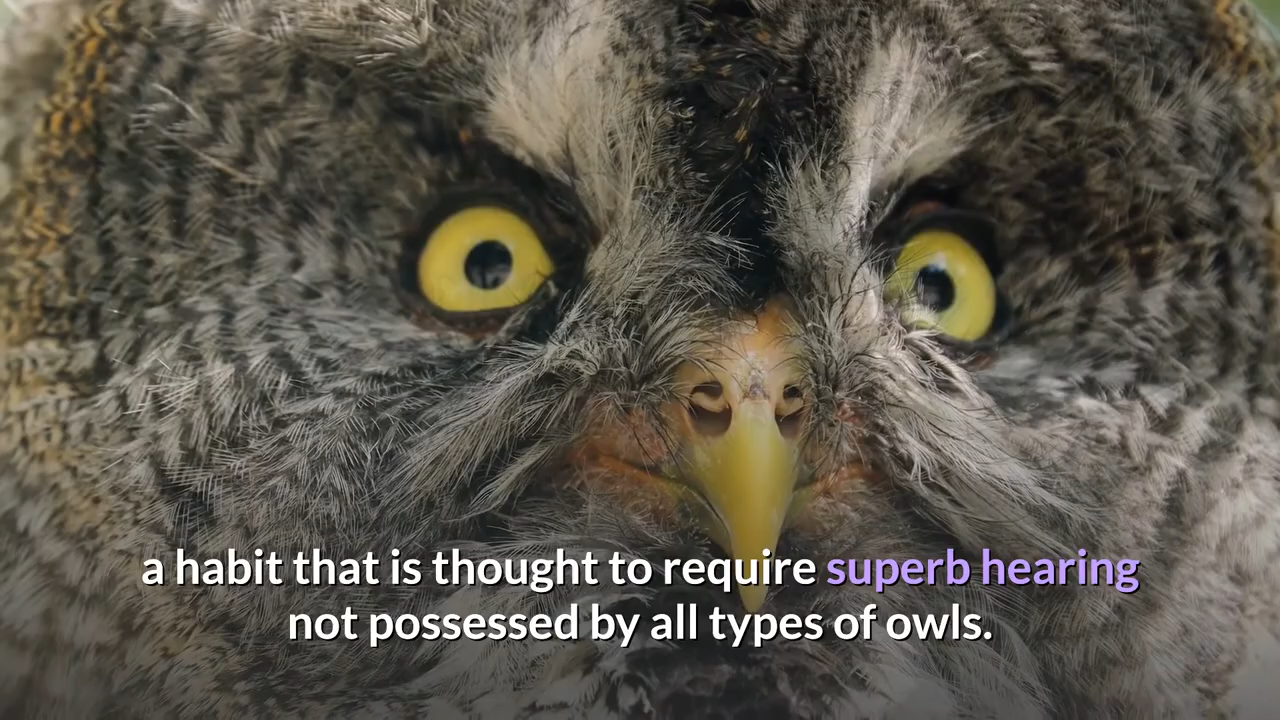 a habit that is thought to require superb hearing
not possessed by all types of owls.